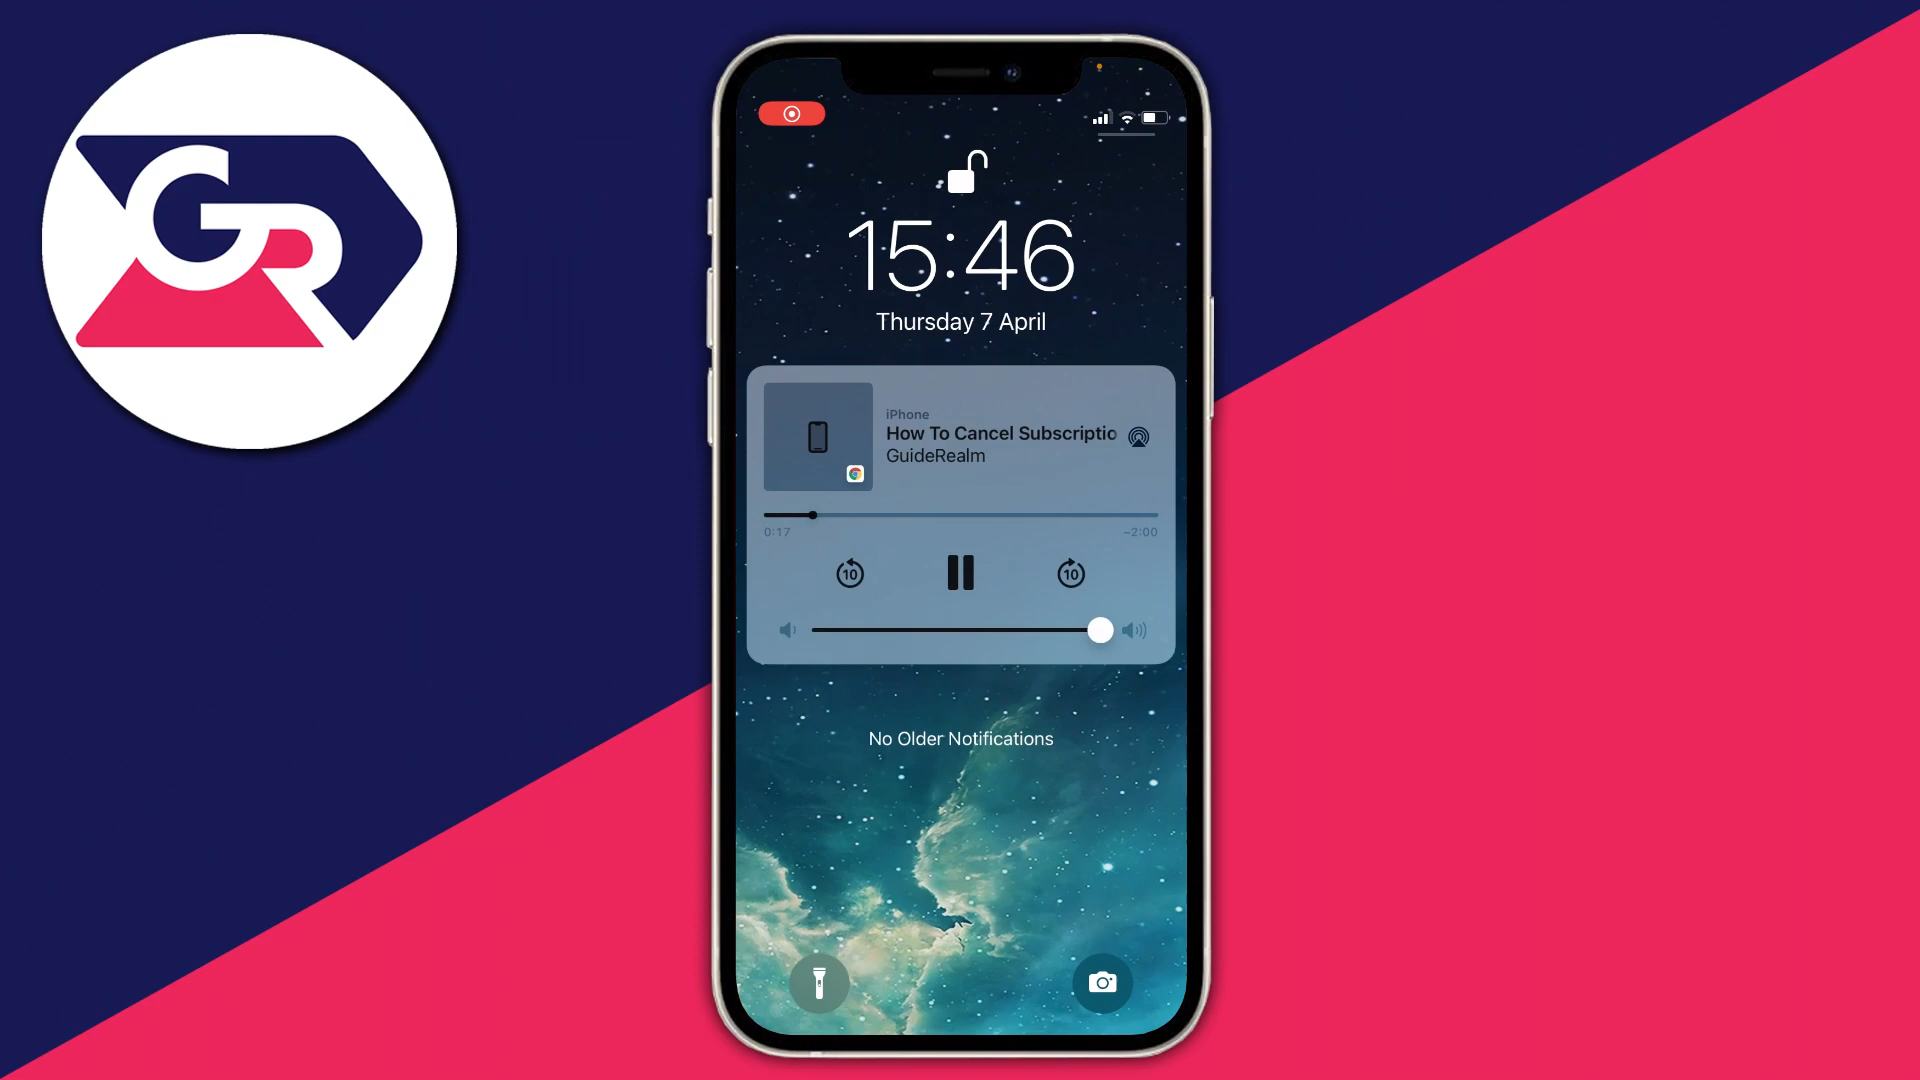 GR
15:46
Thursday 7 April
iPhone
How To Cancel Subscriptio
GuideRealm
0:17
-2:00
10
10
No Older Notifications